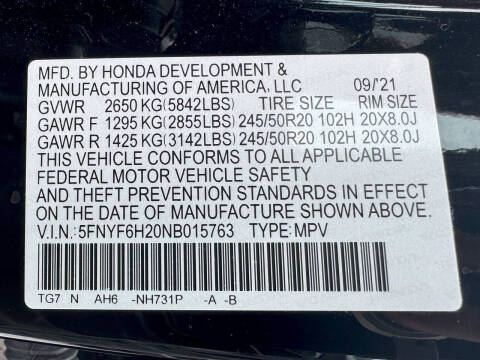 MFD. BY HONDA DEVELOPMENT &
MANUFACTURING OF AMERICA, LLC 09/'21
GVWR 2650 KG(5842LBS) TIRE SIZE RIM SIZE
GAWR F 1295 KG(2855LBS) 245/50R20 102H 20X8.0J
GAWR R 1425 KG(3142LBS) 245/50R20 102H 20X8.0J
THIS VEHICLE CONFORMS TO ALL APPLICABLE
FEDERAL MOTOR VEHICLE SAFETY
AND THEFT PREVENTION STANDARDS IN EFFECT
ON THE DATE OF MANUFACTURE SHOWN ABOVE.
V.I.N.:5FNYF6H20NB015763 TYPE:MPV
TG7 N AH6 -NH731P -A -B